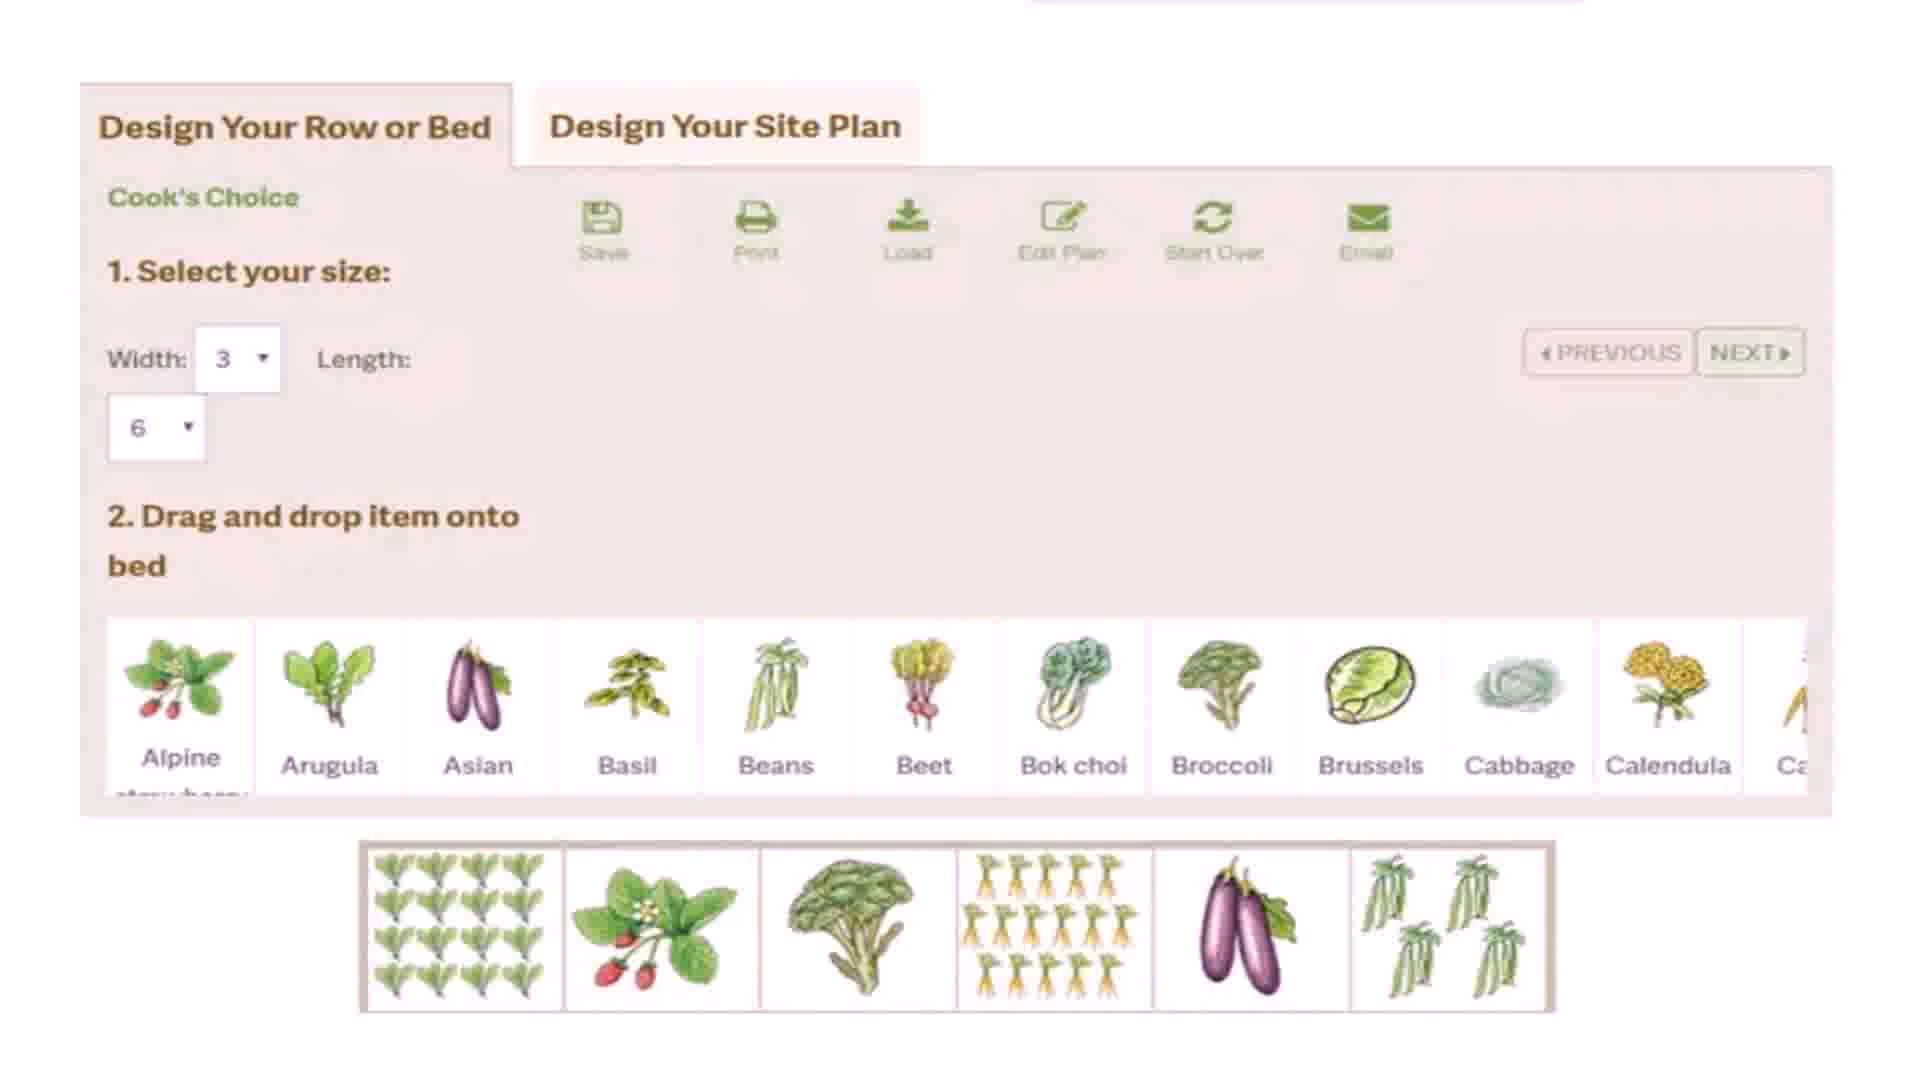 Design Your Row or Bed
Design Your Site Plan
Cook's Choice
Save
Print
Load
Edit Plan
Start Over
Email
1. Select your size:
Width: 3 Length:
PREVIOUS
NEXT
6
2. Drag and drop item onto
bed
Alpine
Arugula
Asian
Basil
Beans
Beet
Bok choi
Broccoli
Brussels
Cabbage
Calendula
Ca